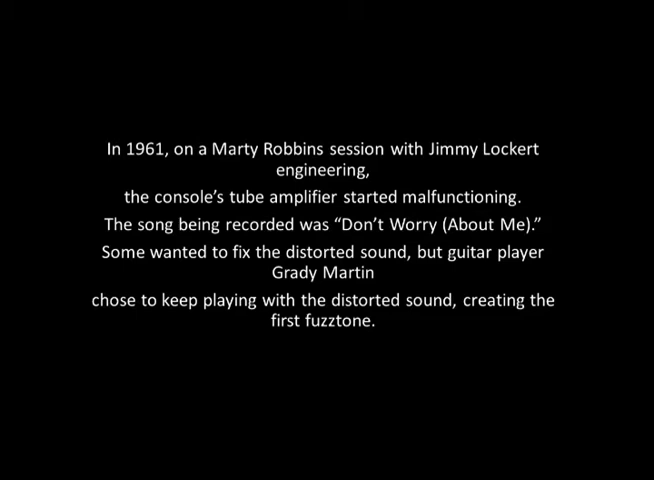 In 1961, on a Marty Robbins session with Jimmy Lockert
engineering,
the console’s tube amplifier started malfunctioning.
The song being recorded was “Don’t Worry (About Me).”
Some wanted to fix the distorted sound, but guitar player
Grady Martin
chose to keep playing with the distorted sound, creating the
first fuzztone.